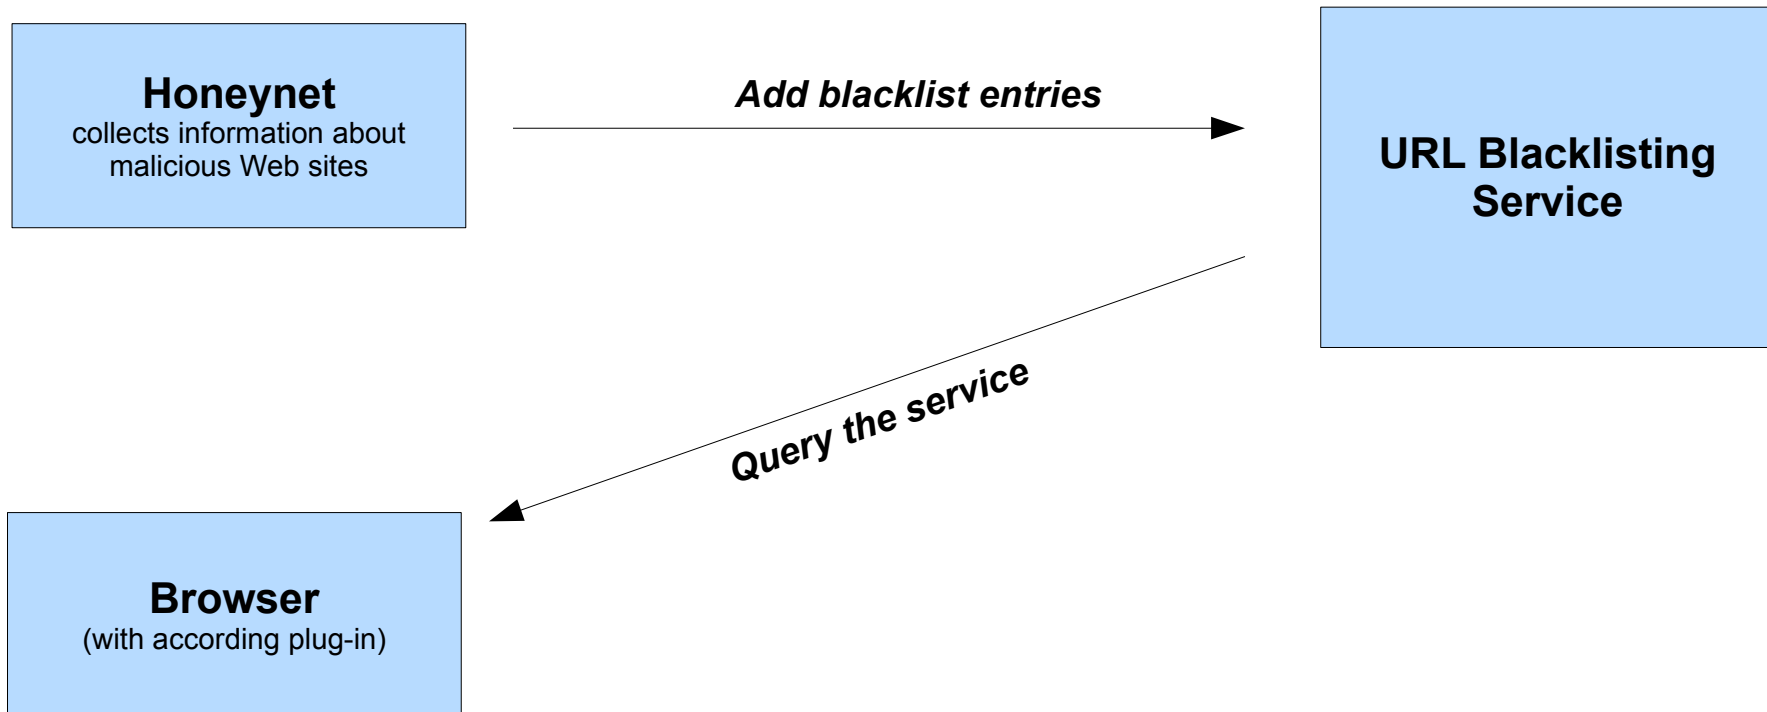 Honeynet
collects information about
malicious Web sites
Add blacklist entries
URL Blacklisting
Service
Query the service
Browser
(with according plug-in)